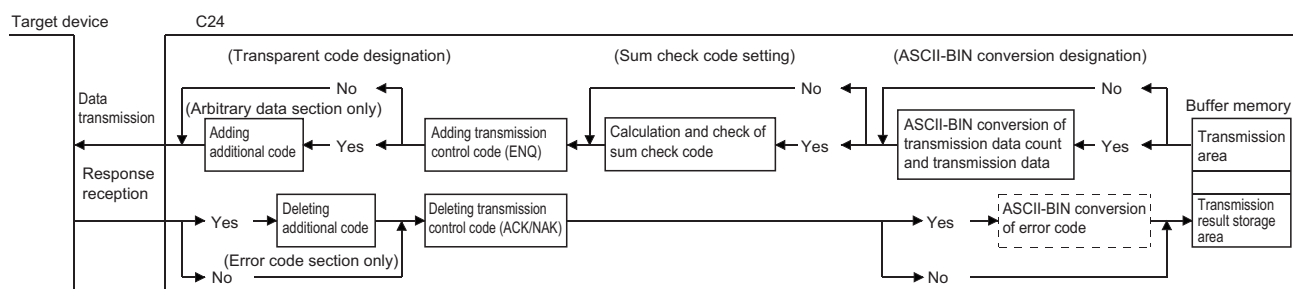 Target device
C24
(Transparent code designation)
(Sum check code setting)
(ASCII-BIN conversion designation)
No
No
No
Data
transmission
(Arbitrary data section only)
Buffer memory
Adding
additional code
Yes
Adding transmission
control code (ENQ)
Calculation and check of
sum check code
Yes
ASCII-BIN conversion of
transmission data count
and transmission data
Yes
Transmission
area
Response
reception
Yes
Deleting
additional code
Deleting transmission
control code (ACK/NAK)
Yes
ASCII-BIN conversion
of error code
Transmission
result storage
area
(Error code section only)
No
No